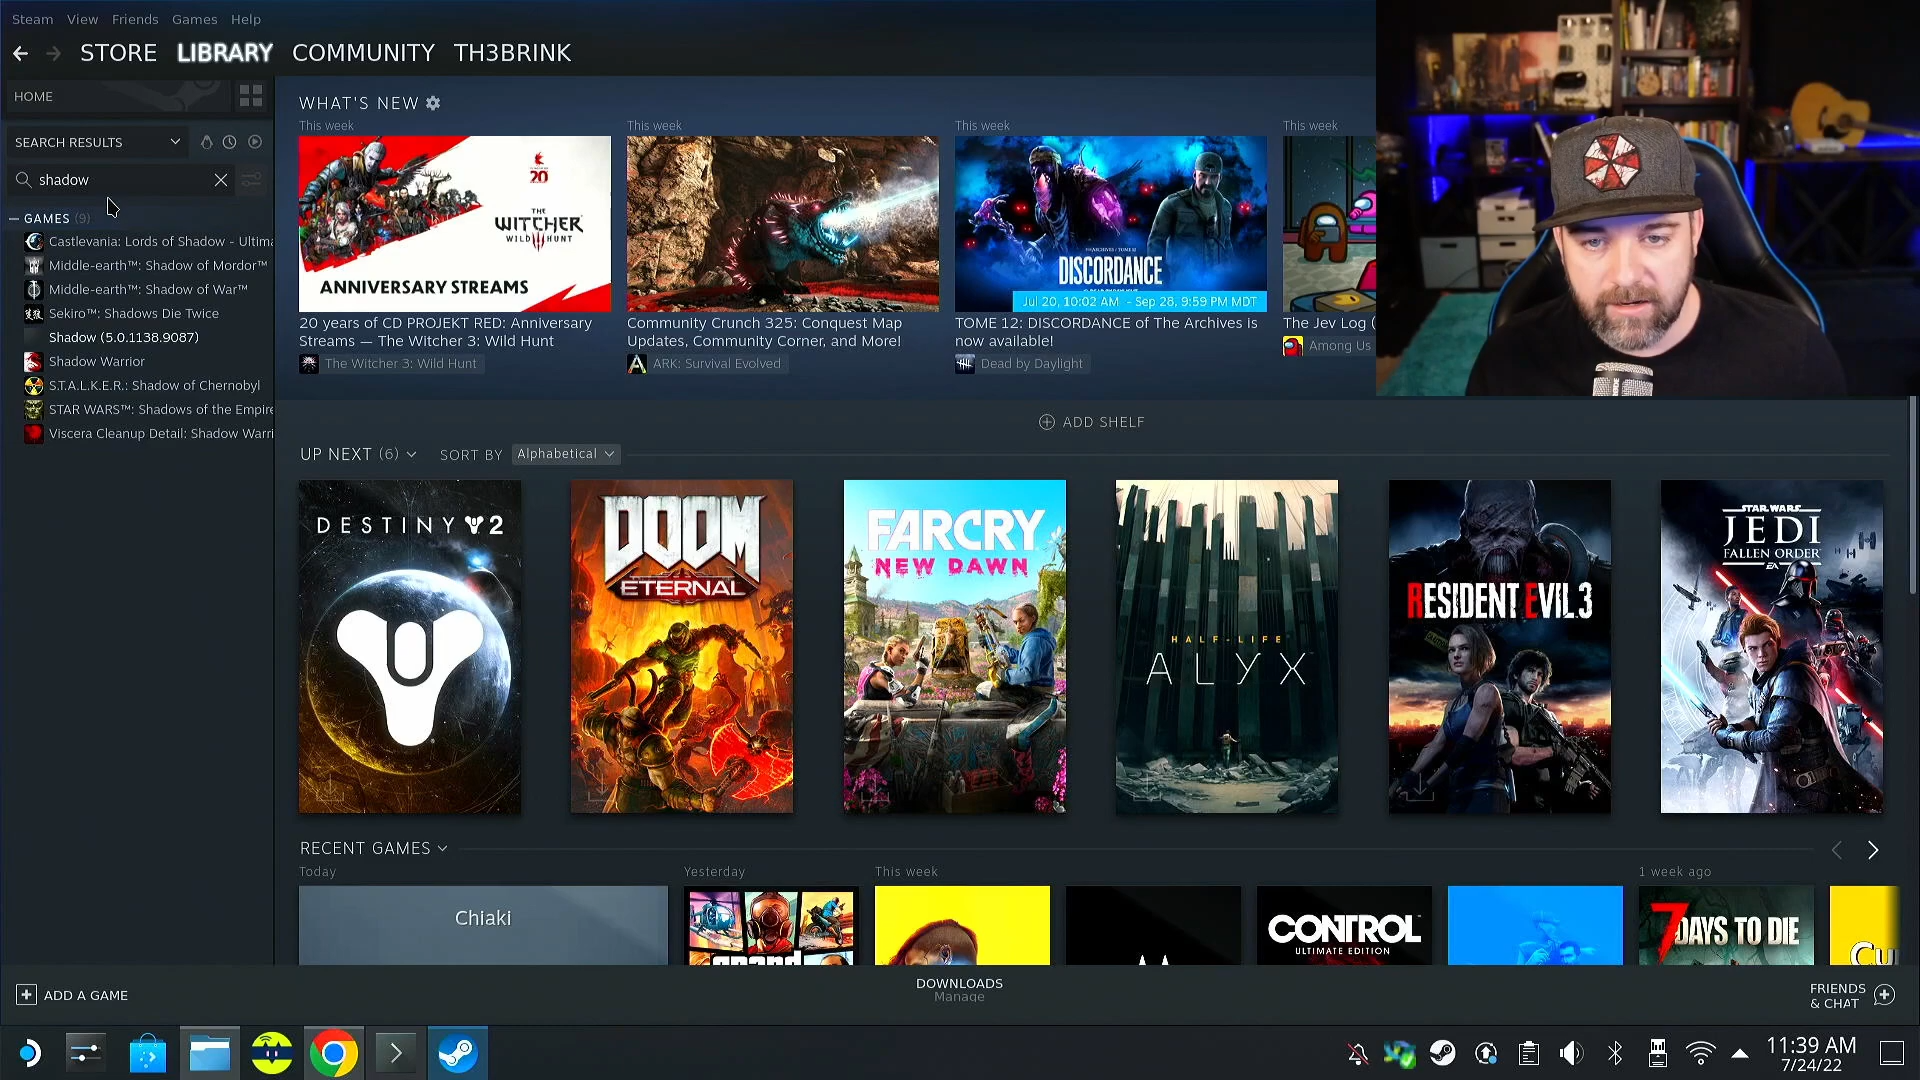 Steam View Friends Games Help
STORE LIBRARY COMMUNITY TH3BRINK
HOME
SEARCH RESULTS
shadow
GAMES (9)
Castlevania: Lords of Shadow - Ultima
Middle-earth™: Shadow of Mordor™
Middle-earth™: Shadow of War™
Sekiro™: Shadows Die Twice
Shadow (5.0.1138.9087)
Shadow Warrior
S.T.A.L.K.E.R.: Shadow of Chernobyl
STAR WARS™: Shadows of the Empire
Viscera Cleanup Detail: Shadow Warri
WHAT'S NEW
This week
20
THE
WITCHER
WILD HUNT
ANNIVERSARY STREAMS
20 years of CD PROJEKT RED: Anniversary
Streams — The Witcher 3: Wild Hunt
The Witcher 3: Wild Hunt
This week
Community Crunch 325: Conquest Map
Updates, Community Corner, and More!
ARK: Survival Evolved
This week
THE ARCHIVES / TOME 12
DISCORDANCE
Jul 20, 10:02 AM - Sep 28, 9:59 PM MDT
TOME 12: DISCORDANCE of The Archives is
now available!
Dead by Daylight
This week
The Jev Log (
Among Us
ADD SHELF
UP NEXT (6) SORT BY Alphabetical
DESTINY 2
DOOM
ETERNAL
FARCRY
NEW DAWN
HALF-LIFE
ALYX
RESIDENT EVIL 3
STAR WARS
JEDI
FALLEN ORDER
EA
RECENT GAMES
Today
Chiaki
Yesterday
grand
This week
CONTROL
ULTIMATE EDITION
1 week ago
7 DAYS TO DIE
Cy
ADD A GAME
DOWNLOADS
Manage
FRIENDS
& CHAT
11:39 AM
7/24/22